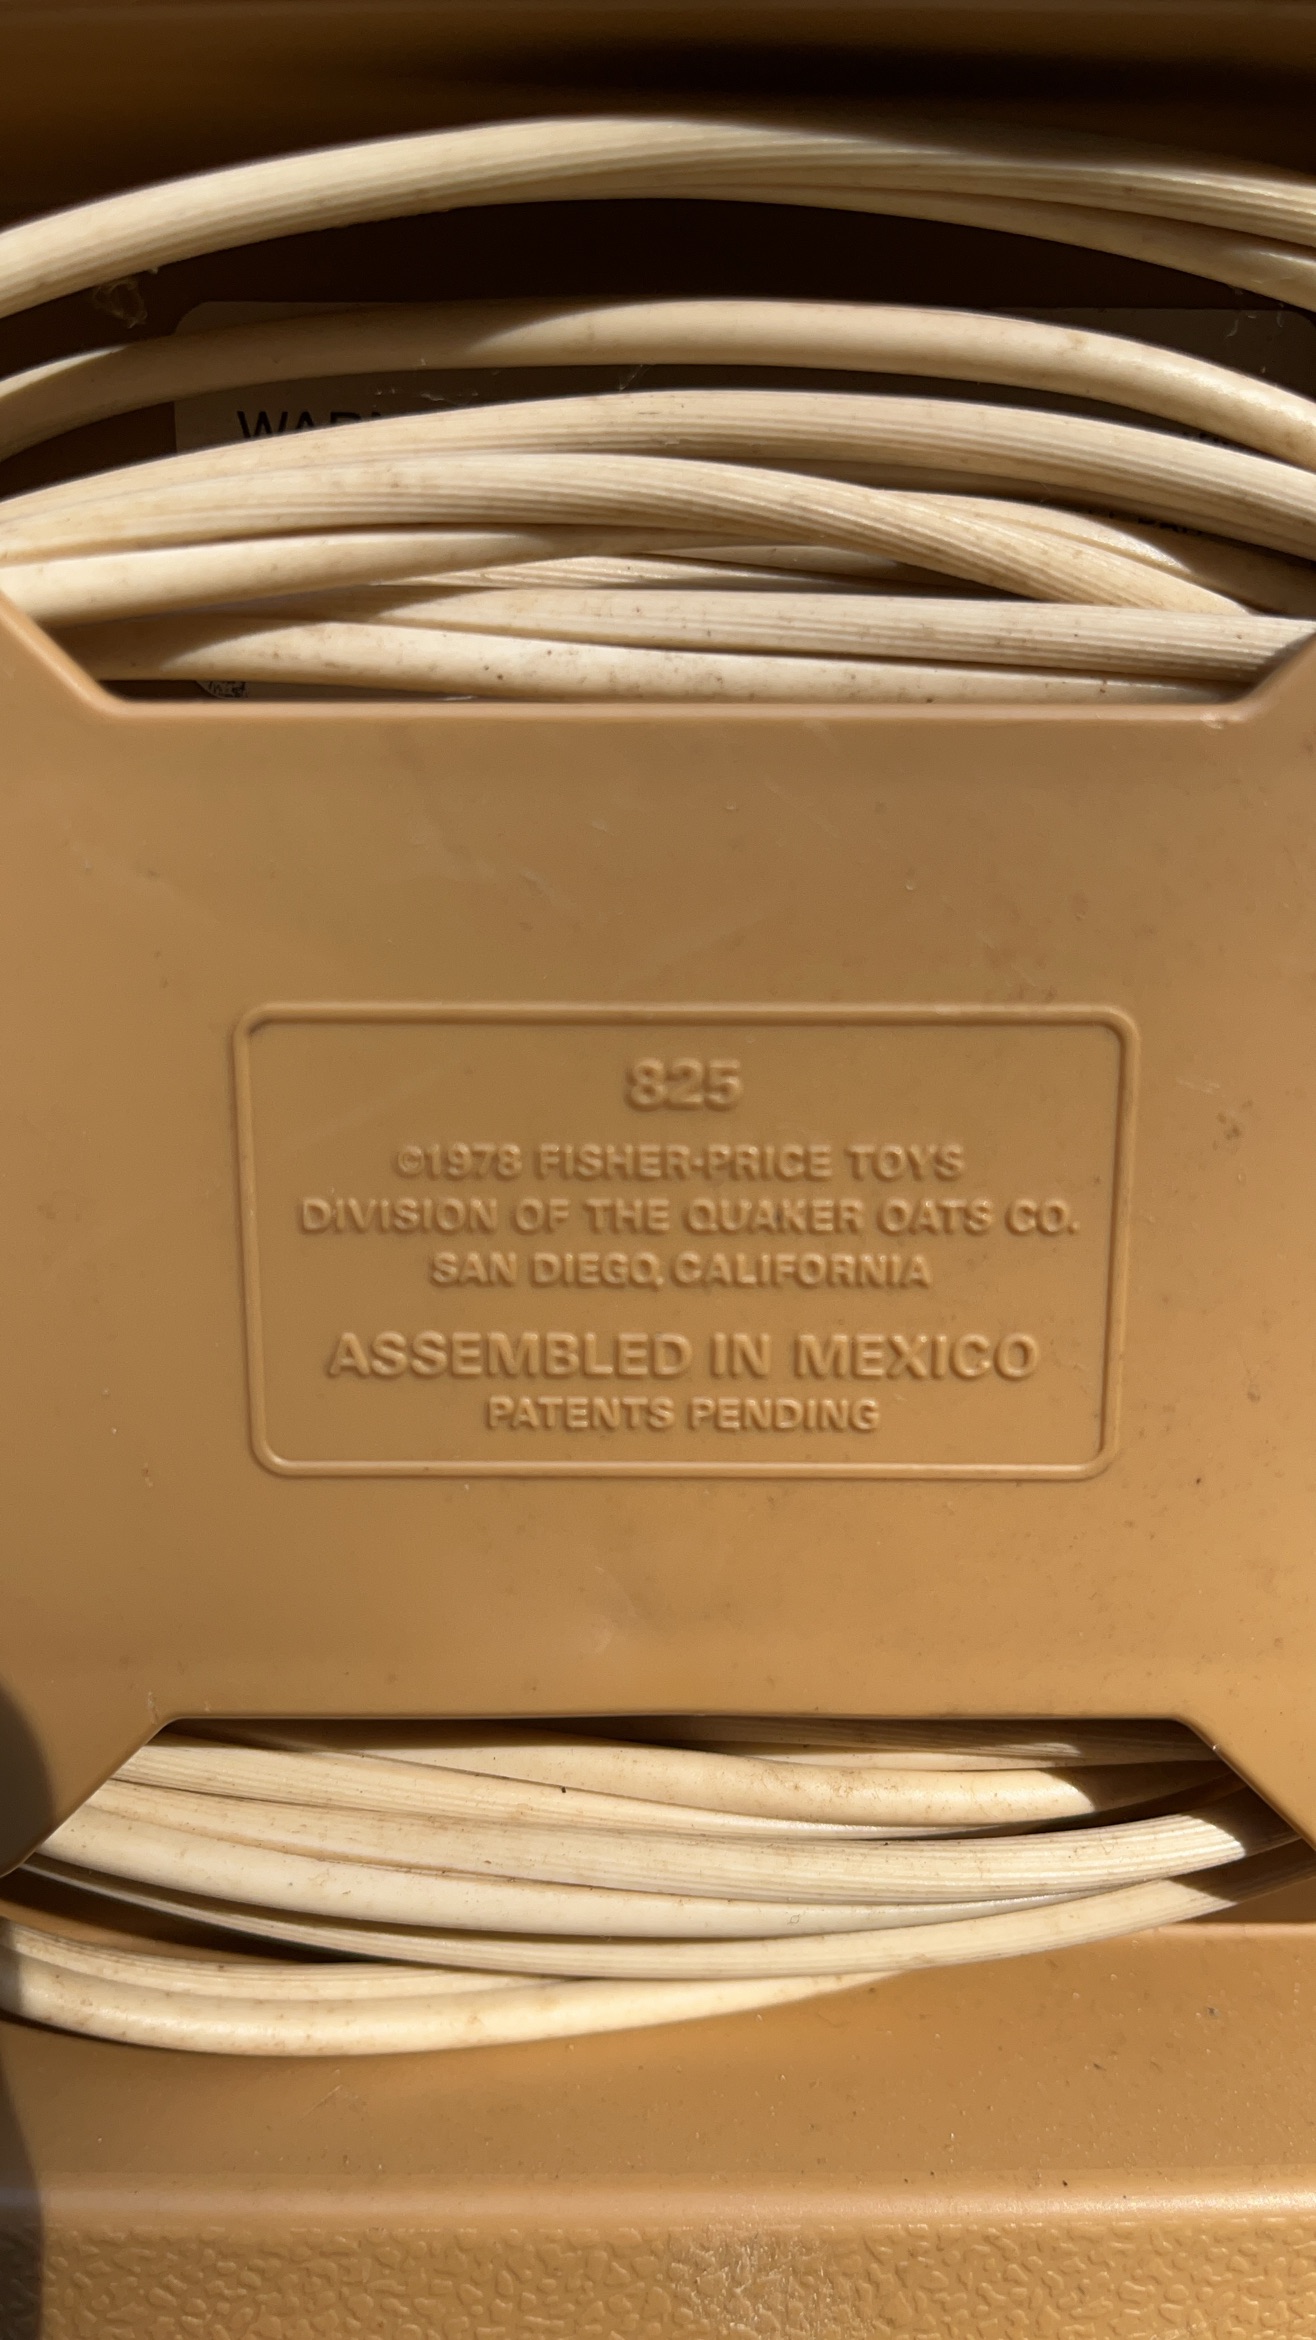 825
©1978 FISHER-PRICE TOYS
DIVISION OF THE QUAKER OATS CO.
SAN DIEGO, CALIFORNIA
ASSEMBLED IN MEXICO
PATENTS PENDING